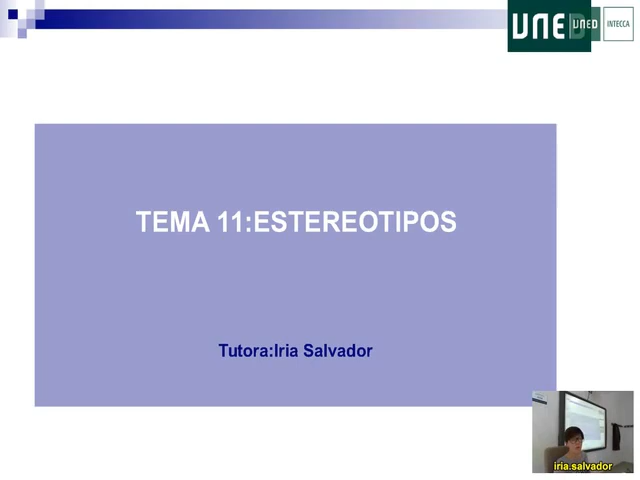 UNED
UNED
INTECCA
TEMA 11:ESTEREOTIPOS
Tutora:Iria Salvador
iria.salvador